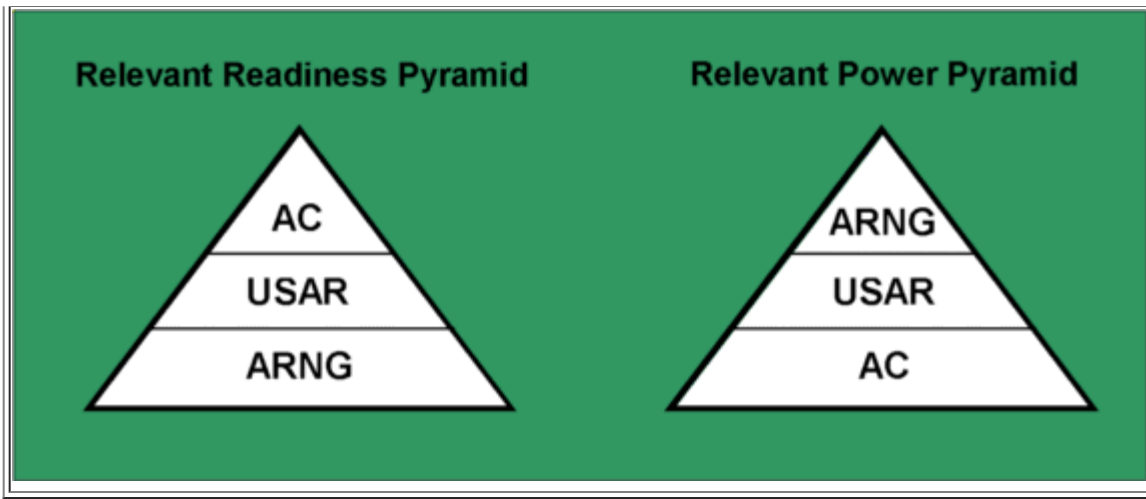 Relevant Readiness Pyramid
AC
USAR
ARNG
Relevant Power Pyramid
ARNG
USAR
AC